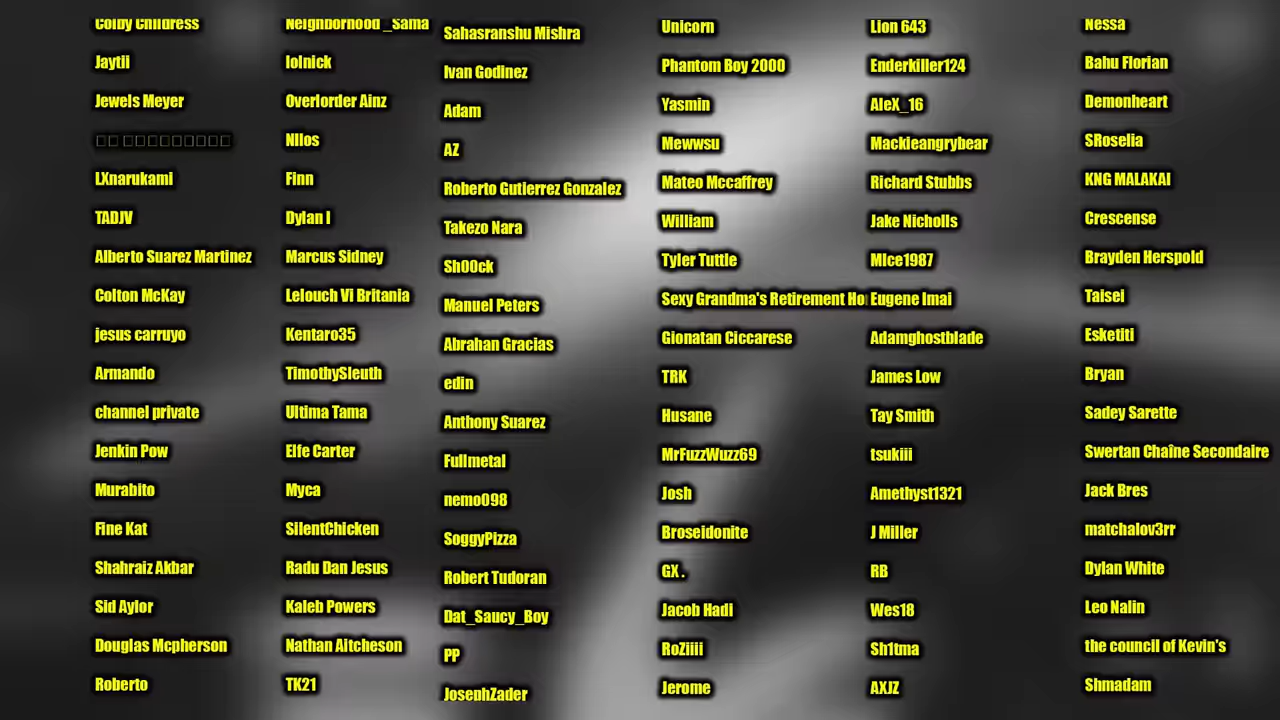 Colby Childress
Jaytii
Jewels Meyer
LXnarukami
TADJV
Alberto Suarez Martinez
Colton McKay
jesus carruyo
Armando
channel private
Jenkin Pow
Murabito
Fine Kat
Shahraiz Akbar
Sid Aylor
Douglas Mcpherson
Roberto
Neighborhood _Sama
lolnick
Overlorder Ainz
NIlos
Finn
Dylan I
Marcus Sidney
Lelouch Vi Britania
Kentaro35
TimothySleuth
Ultima Tama
Elfe Carter
Myca
SilentChicken
Radu Dan Jesus
Kaleb Powers
Nathan Aitcheson
TK21
Sahasranshu Mishra
Ivan Godinez
Adam
AZ
Roberto Gutierrez Gonzalez
Takezo Nara
Sh00ck
Manuel Peters
Abrahan Gracias
edin
Anthony Suarez
Fullmetal
nemo098
SoggyPizza
Robert Tudoran
Dat_Saucy_Boy
PP
JosephZader
Unicorn
Phantom Boy 2000
Yasmin
Mewwsu
Mateo Mccaffrey
William
Tyler Tuttle
Sexy Grandma's Retirement Ho
Gionatan Ciccarese
TRK
Husane
MrFuzzWuzz69
Josh
Broseidonite
GX .
Jacob Hadi
RoZiiii
Jerome
Lion 643
Enderkiller124
AleX_16
Mackieangrybear
Richard Stubbs
Jake Nicholls
MIce1987
Eugene Imai
Adamghostblade
James Low
Tay Smith
tsukiii
Amethyst1321
J Miller
RB
Wes18
Sh1tma
AXJZ
Nessa
Bahu Florian
Demonheart
SRoselia
KNG MALAKAI
Crescense
Brayden Herspold
Taisei
Esketiti
Bryan
Sadey Sarette
Swertan Chaîne Secondaire
Jack Bres
matchalov3rr
Dylan White
Leo Nalin
the council of Kevin's
Shmadam